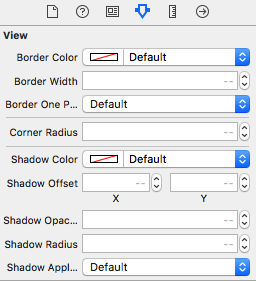 View
Border Color Default
Border Width --
Border One P... Default
Corner Radius --
Shadow Color Default
Shadow Offset -- --
X Y
Shadow Opac... --
Shadow Radius --
Shadow Appl... Default